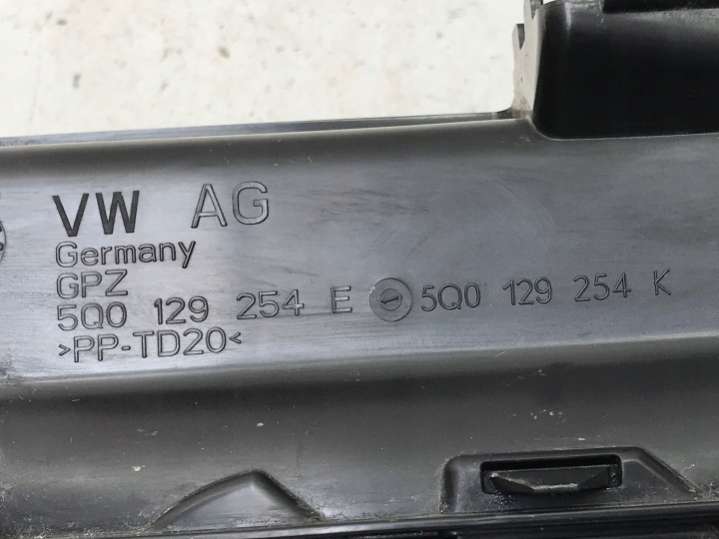 VW AG
Germany
GPZ
5Q0 129 254 E 5Q0 129 254 K
>PP-TD20<